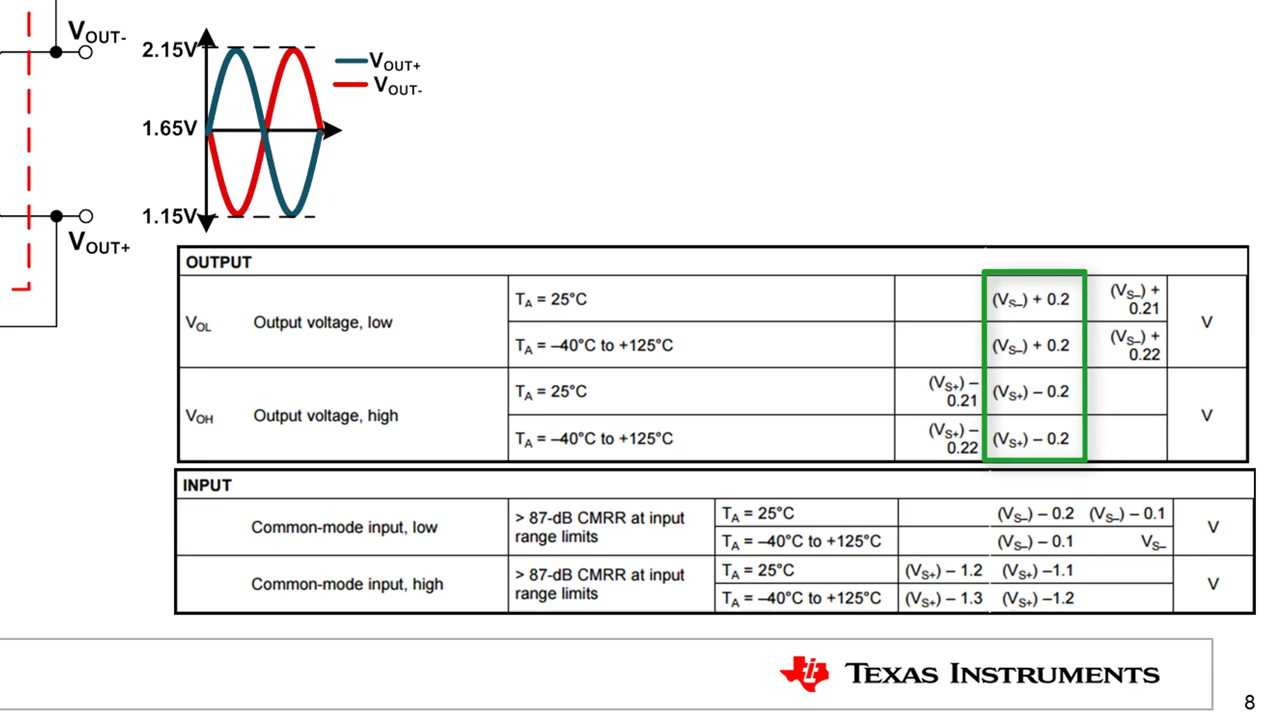 VOUT-
2.15V
VOUT+
VOUT-
1.65V
1.15V
VOUT+
OUTPUT
VOL Output voltage, low
TA = 25°C (VS–) + 0.2 (VS–) + 0.21
TA = –40°C to +125°C (VS–) + 0.2 (VS–) + 0.22
V
VOH Output voltage, high
TA = 25°C (VS+) – 0.21 (VS+) – 0.2
TA = –40°C to +125°C (VS+) – 0.22 (VS+) – 0.2
V
INPUT
Common-mode input, low
> 87-dB CMRR at input
range limits
TA = 25°C (VS–) – 0.2 (VS–) – 0.1
TA = –40°C to +125°C (VS–) – 0.1 VS–
V
Common-mode input, high
> 87-dB CMRR at input
range limits
TA = 25°C (VS+) – 1.2 (VS+) –1.1
TA = –40°C to +125°C (VS+) – 1.3 (VS+) –1.2
V
TEXAS INSTRUMENTS
8